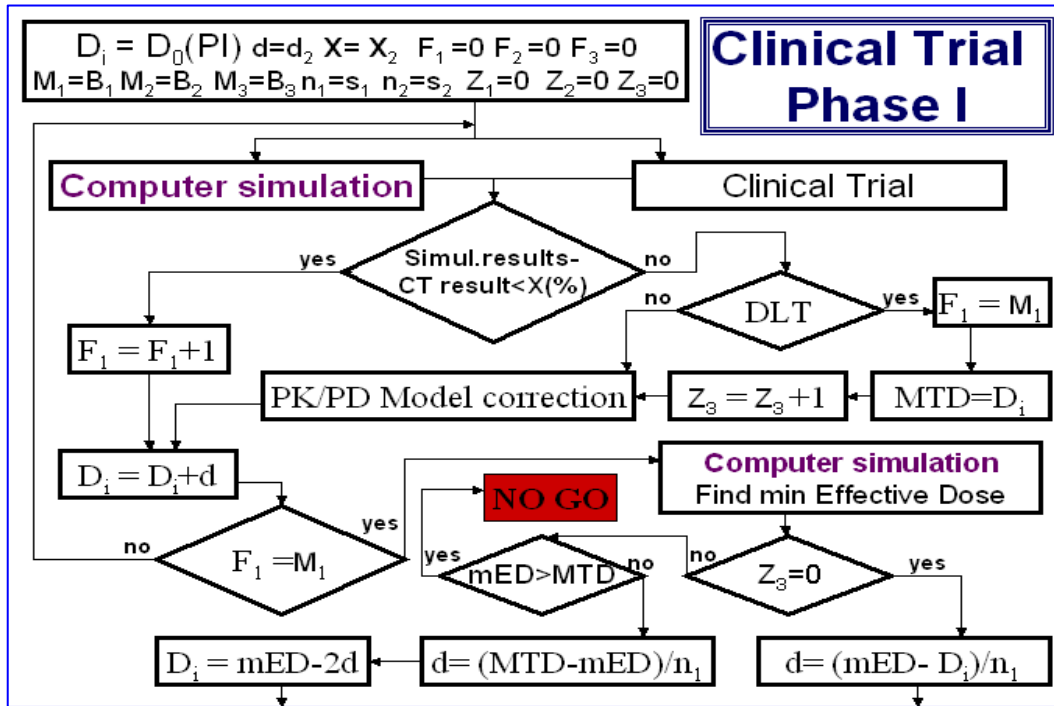 Dᵢ = D₀(PI) d=d₂ X= X₂ F₁=0 F₂=0 F₃=0
M₁=B₁ M₂=B₂ M₃=B₃ n₁=s₁ n₂=s₂ Z₁=0 Z₂=0 Z₃=0
Clinical Trial
Phase I
Computer simulation
Clinical Trial
yes
Simul.results-
CT result<X(%)
no
no
DLT
yes
F₁ = M₁
F₁ = F₁+1
PK/PD Model correction
Z₃ = Z₃+1
MTD=Dᵢ
Dᵢ = Dᵢ+d
Computer simulation
Find min Effective Dose
NO GO
no
F₁ =M₁
yes
yes
mED>MTD
no
no
Z₃=0
yes
Dᵢ = mED-2d
d= (MTD-mED)/n₁
d= (mED- Dᵢ)/n₁